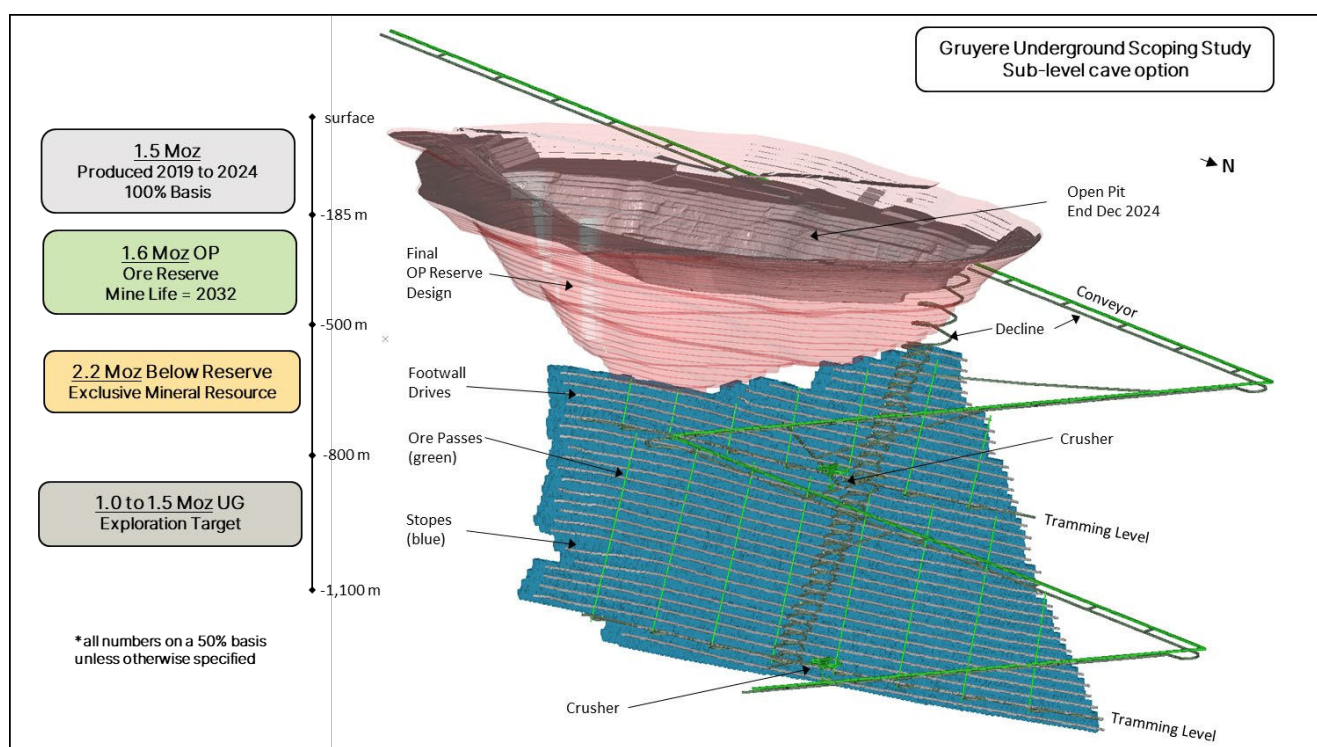 Gruyere Underground Scoping Study
Sub-level cave option
1.5 Moz
Produced 2019 to 2024
100% Basis
1.6 Moz OP
Ore Reserve
Mine Life = 2032
2.2 Moz Below Reserve
Exclusive Mineral Resource
1.0 to 1.5 Moz UG
Exploration Target
*all numbers on a 50% basis
unless otherwise specified
surface
-185 m
-500 m
-800 m
-1,100 m
N
Open Pit
End Dec 2024
Final
OP Reserve
Design
Conveyor
Decline
Footwall
Drives
Ore Passes
(green)
Crusher
Stopes
(blue)
Tramming Level
Crusher
Tramming Level